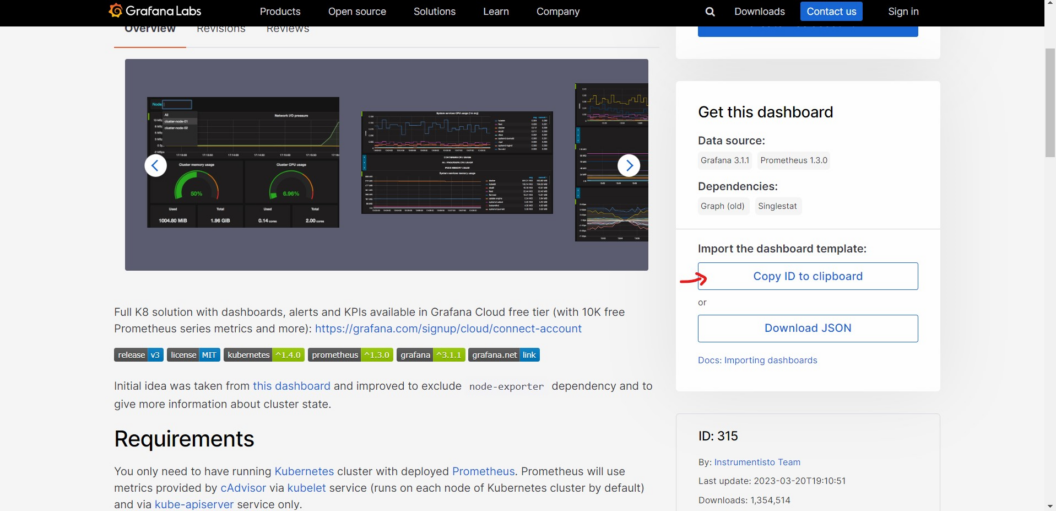 Grafana Labs
Products
Open source
Solutions
Learn
Company
Downloads
Contact us
Sign in
Overview
Revisions
Reviews
Network I/O pressure
Cluster memory usage
Cluster CPU usage
50%
6.86%
Used
Total
Used
Total
1004.80 MiB
1.96 GiB
0.14
2.00
Get this dashboard
Data source:
Grafana 3.1.1
Prometheus 1.3.0
Dependencies:
Graph (old)
Singlestat
Import the dashboard template:
Copy ID to clipboard
or
Download JSON
Docs: Importing dashboards
Full K8 solution with dashboards, alerts and KPIs available in Grafana Cloud free tier (with 10K free
Prometheus series metrics and more): https://grafana.com/signup/cloud/connect-account
release v3 license MIT kubernetes ^1.4.0 prometheus ^1.3.0 grafana ^3.1.1 grafana.net link
Initial idea was taken from this dashboard and improved to exclude node-exporter dependency and to
give more information about cluster state.
Requirements
You only need to have running Kubernetes cluster with deployed Prometheus. Prometheus will use
metrics provided by cAdvisor via kubelet service (runs on each node of Kubernetes cluster by default)
and via kube-apiserver service only.
ID: 315
By: Instrumentisto Team
Last update: 2023-03-20T19:10:51
Downloads: 1,354,514